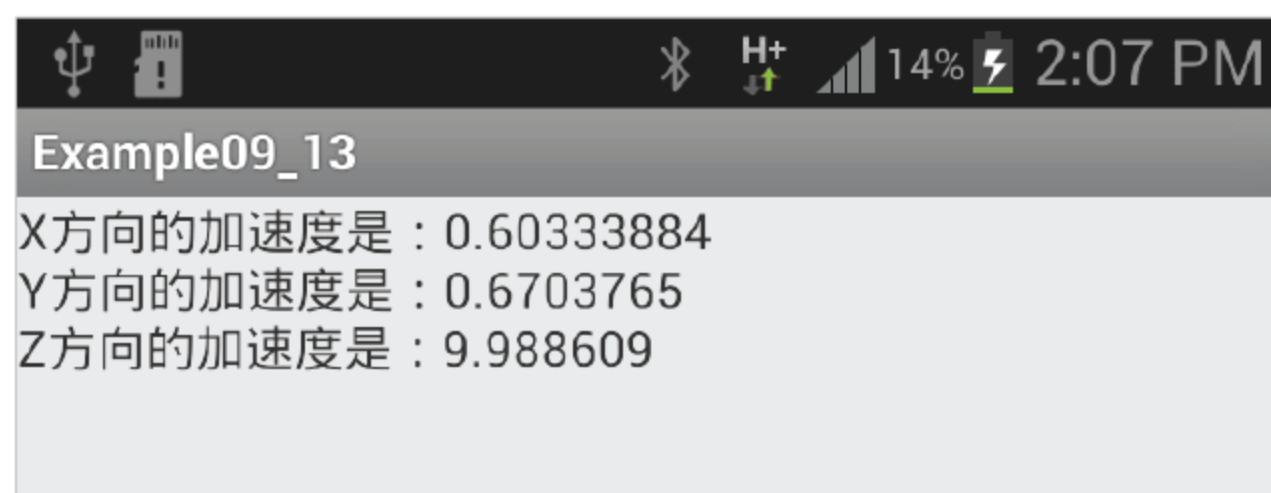 H+ 14% 2:07 PM
Example09_13
X方向的加速度是：0.60333884
Y方向的加速度是：0.6703765
Z方向的加速度是：9.988609